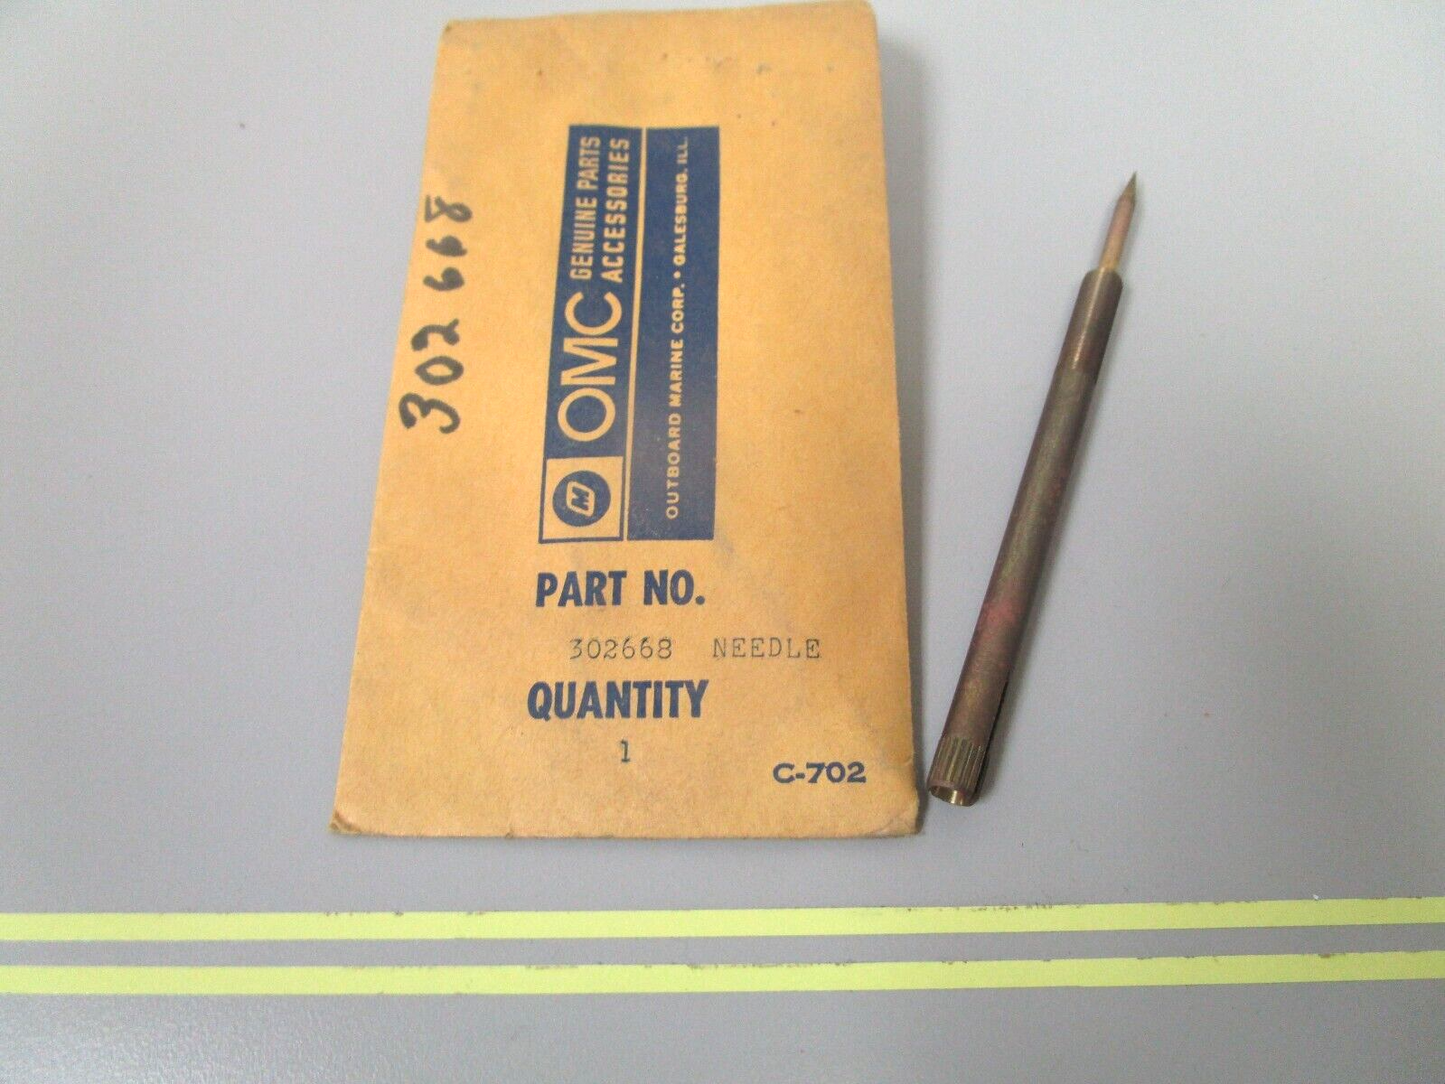 302668
M OMC GENUINE PARTS
ACCESSORIES
OUTBOARD MARINE CORP. • GALESBURG, ILL.
PART NO.
302668 NEEDLE
QUANTITY
1
C-702